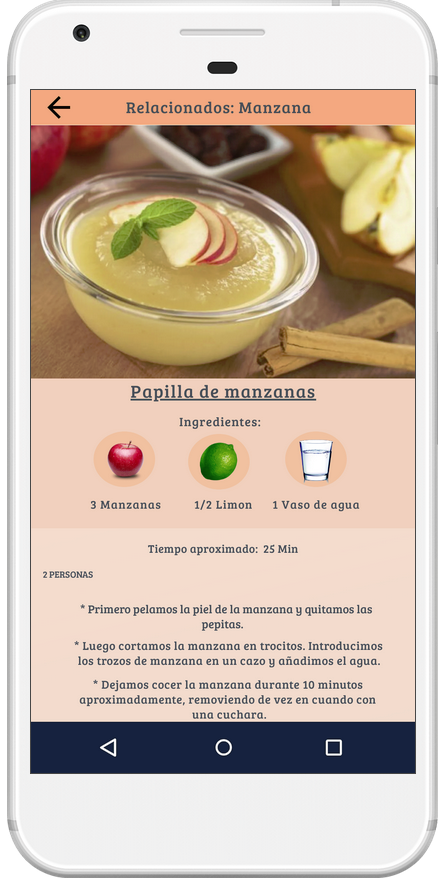 Relacionados: Manzana
Papilla de manzanas
Ingredientes:
3 Manzanas 1/2 Limon 1 Vaso de agua
Tiempo aproximado: 25 Min
2 PERSONAS
* Primero pelamos la piel de la manzana y quitamos las
pepitas.
* Luego cortamos la manzana en trocitos. Introducimos
los trozos de manzana en un cazo y añadimos el agua.
* Dejamos cocer la manzana durante 10 minutos
aproximadamente, removiendo de vez en cuando con
una cuchara.